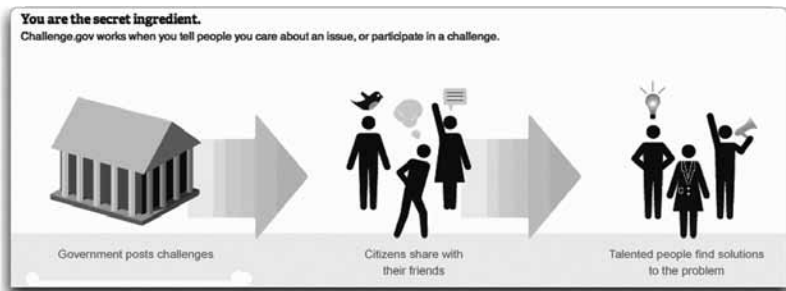 You are the secret ingredient.
Challenge.gov works when you tell people you care about an issue, or participate in a challenge.
Government posts challenges
Citizens share with
their friends
Talented people find solutions
to the problem